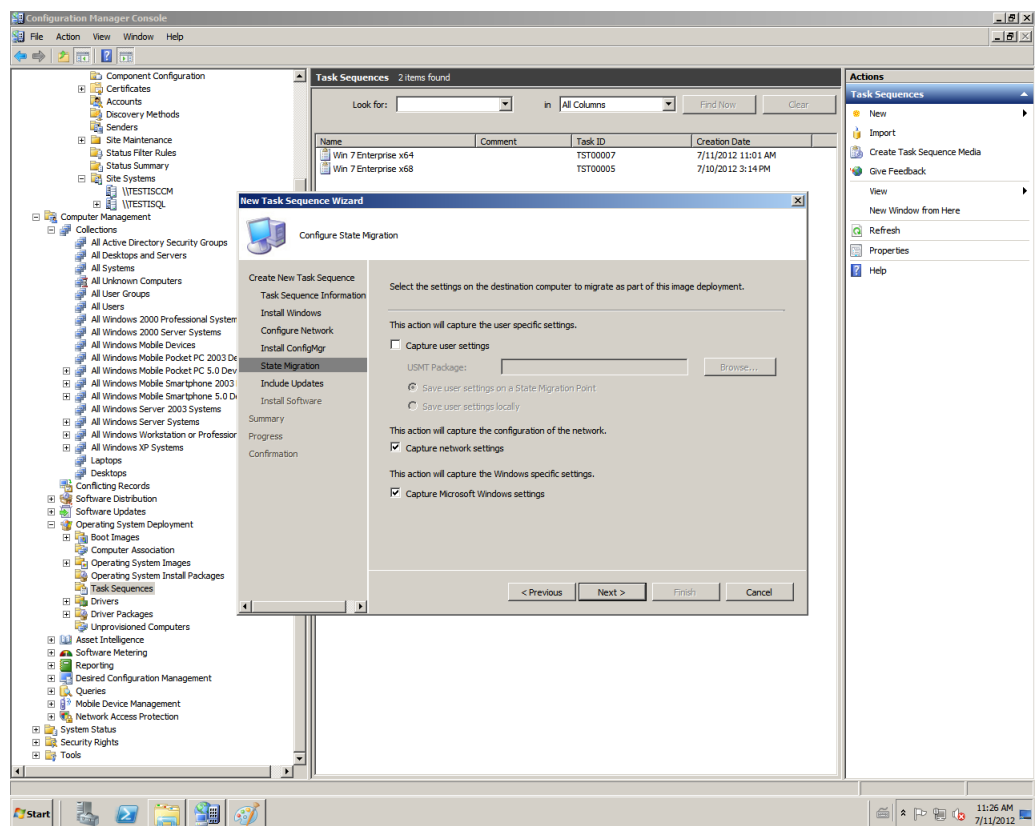 Configuration Manager Console
File Action View Window Help
Component Configuration
Certificates
Accounts
Discovery Methods
Senders
Site Maintenance
Status Filter Rules
Status Summary
Site Systems
\\TESTISCCM
\\TESTISQL
Computer Management
Collections
All Active Directory Security Groups
All Desktops and Servers
All Systems
All Unknown Computers
All User Groups
All Users
All Windows 2000 Professional System
All Windows 2000 Server Systems
All Windows Mobile Devices
All Windows Mobile Pocket PC 2003 De
All Windows Mobile Pocket PC 5.0 Dev
All Windows Mobile Smartphone 2003
All Windows Mobile Smartphone 5.0 D
All Windows Server 2003 Systems
All Windows Server Systems
All Windows Workstation or Profession
All Windows XP Systems
Laptops
Desktops
Conflicting Records
Software Distribution
Software Updates
Operating System Deployment
Boot Images
Computer Association
Operating System Images
Operating System Install Packages
Task Sequences
Drivers
Driver Packages
Unprovisioned Computers
Asset Intelligence
Software Metering
Reporting
Desired Configuration Management
Queries
Mobile Device Management
Network Access Protection
System Status
Security Rights
Tools
Task Sequences 2 items found
Look for: in All Columns Find Now Clear
Name Comment Task ID Creation Date
Win 7 Enterprise x64 TST00007 7/11/2012 11:01 AM
Win 7 Enterprise x68 TST00005 7/10/2012 3:14 PM
New Task Sequence Wizard
Configure State Migration
Create New Task Sequence
Task Sequence Information
Install Windows
Configure Network
Install ConfigMgr
State Migration
Include Updates
Install Software
Summary
Progress
Confirmation
Select the settings on the destination computer to migrate as part of this image deployment.
This action will capture the user specific settings.
Capture user settings
USMT Package: Browse...
Save user settings on a State Migration Point
Save user settings locally
This action will capture the configuration of the network.
Capture network settings
This action will capture the Windows specific settings.
Capture Microsoft Windows settings
< Previous Next > Finish Cancel
Actions
Task Sequences
New
Import
Create Task Sequence Media
Give Feedback
View
New Window from Here
Refresh
Properties
Help
Start
11:26 AM
7/11/2012